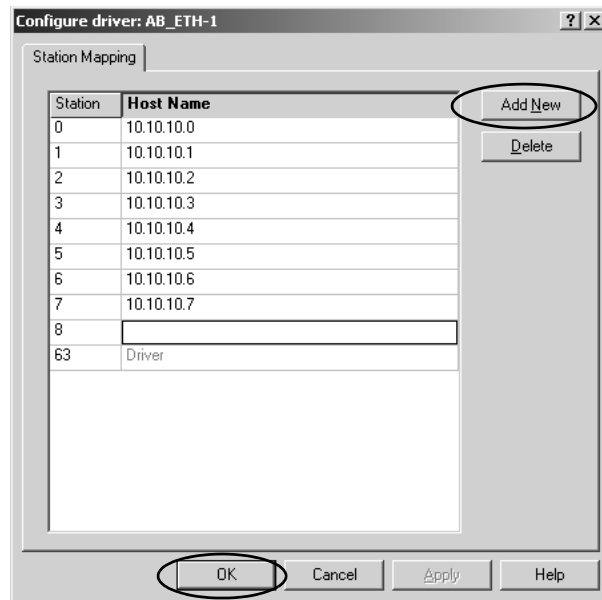 Configure driver: AB_ETH-1 ? X
Station Mapping
Station Host Name
0 10.10.10.0
1 10.10.10.1
2 10.10.10.2
3 10.10.10.3
4 10.10.10.4
5 10.10.10.5
6 10.10.10.6
7 10.10.10.7
8
63 Driver
Add New
Delete
OK Cancel Apply Help